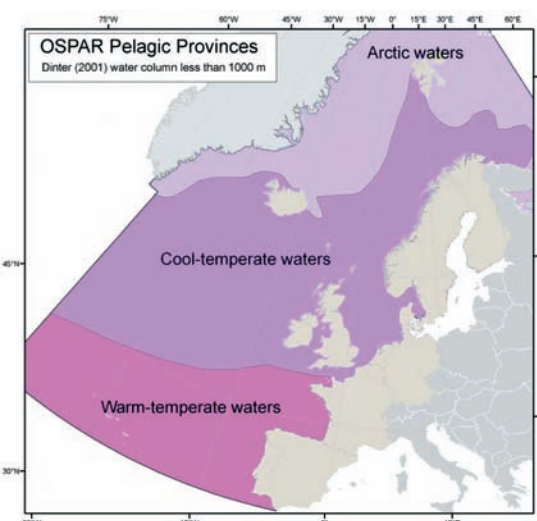 75°W 60°W 45°W 30°W 15°W 0° 15°E 30°E 45°E 60°E
OSPAR Pelagic Provinces
Dinter (2001) water column less than 1000 m
Arctic waters
Cool-temperate waters
45°N
Warm-temperate waters
30°N